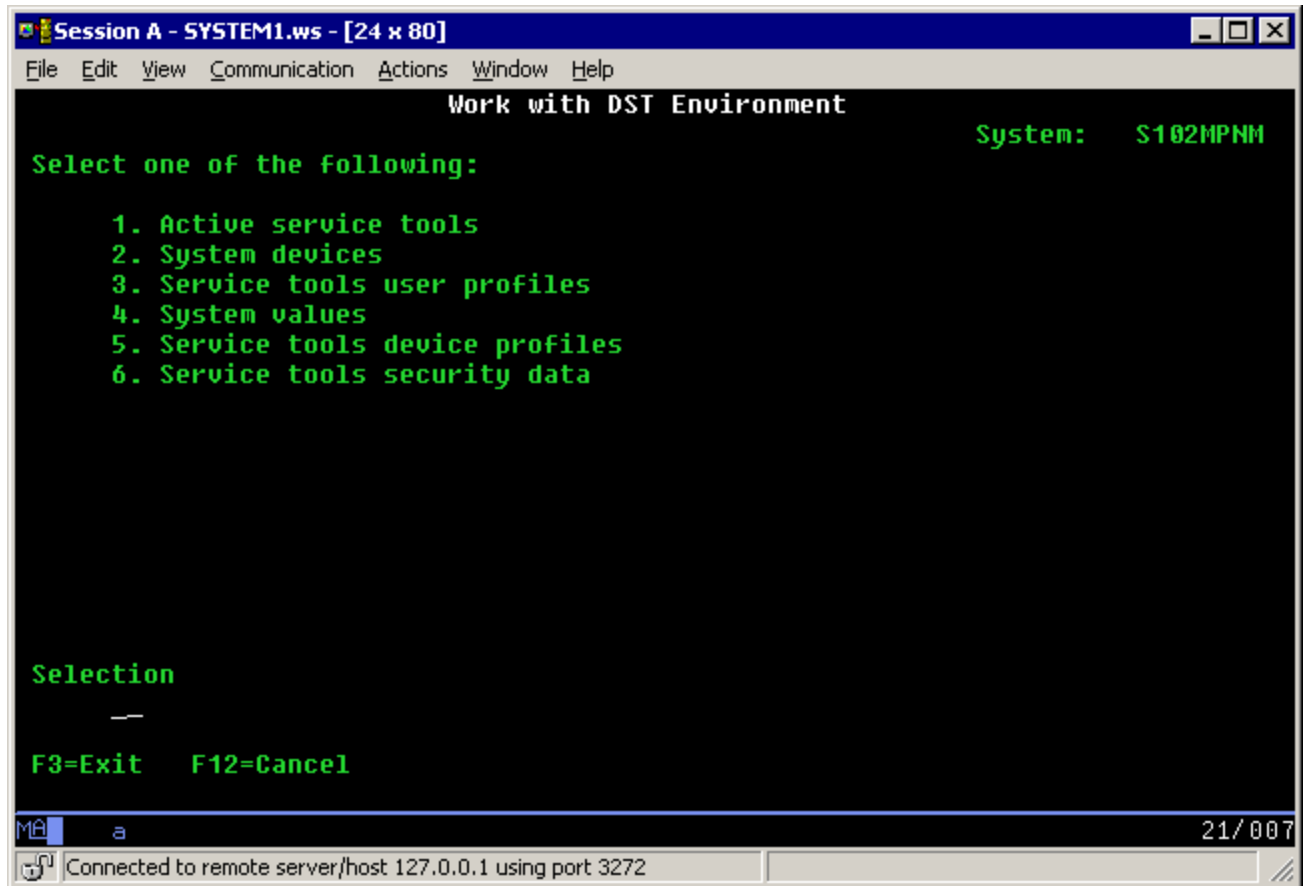 Session A - SYSTEM1.ws - [24 x 80]
File Edit View Communication Actions Window Help
Work with DST Environment
System: S102MPNM
Select one of the following:
1. Active service tools
2. System devices
3. Service tools user profiles
4. System values
5. Service tools device profiles
6. Service tools security data
Selection
__
F3=Exit F12=Cancel
MA a 21/007
Connected to remote server/host 127.0.0.1 using port 3272